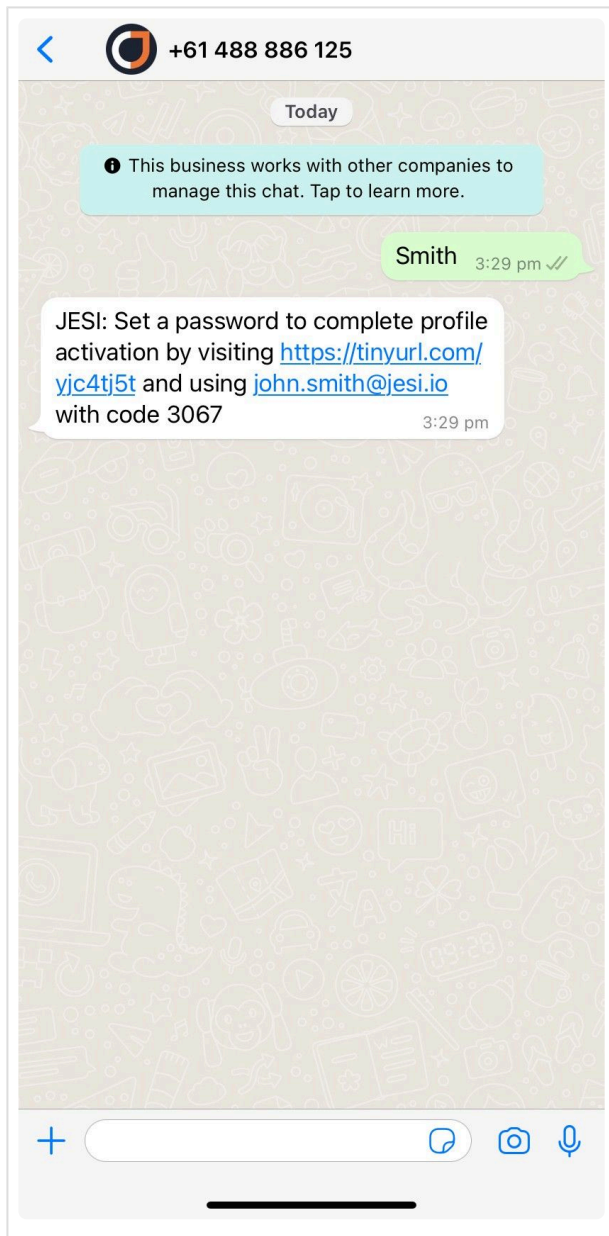 +61 488 886 125
Today
This business works with other companies to
manage this chat. Tap to learn more.
Smith 3:29 pm
JESI: Set a password to complete profile
activation by visiting https://tinyurl.com/
yjc4tj5t and using john.smith@jesi.io
with code 3067 3:29 pm